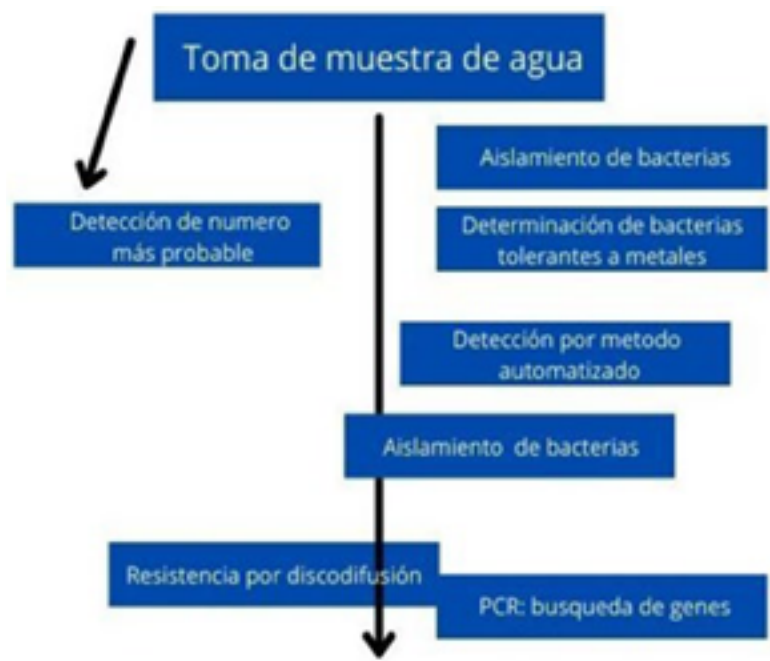 Toma de muestra de agua
Aislamiento de bacterias
Detección de numero
más probable
Determinación de bacterias
tolerantes a metales
Detección por metodo
automatizado
Aislamiento de bacterias
Resistencia por discodifusión
PCR: busqueda de genes